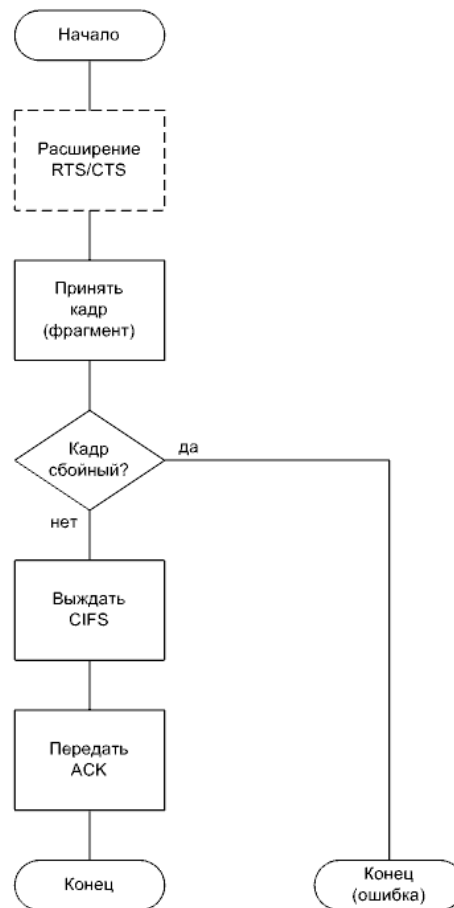 Начало
Расширение
RTS/CTS
Принять
кадр
(фрагмент)
Кадр
сбойный?
да
нет
Выждать
CIFS
Передать
ACK
Конец
Конец
(ошибка)